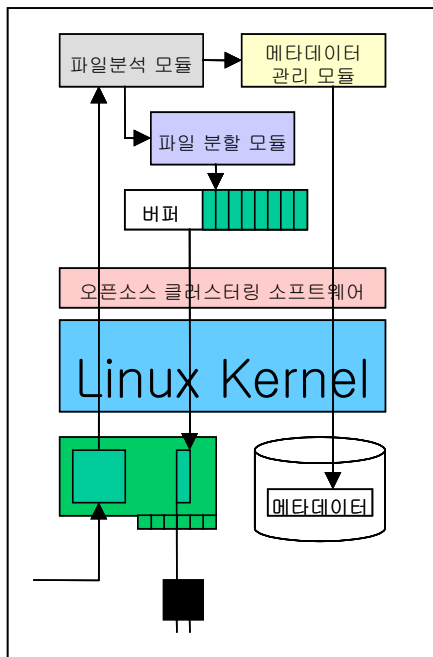 파일분석 모듈
메타데이터
관리 모듈
파일 분할 모듈
버퍼
오픈소스 클러스터링 소프트웨어
Linux Kernel
메타데이터